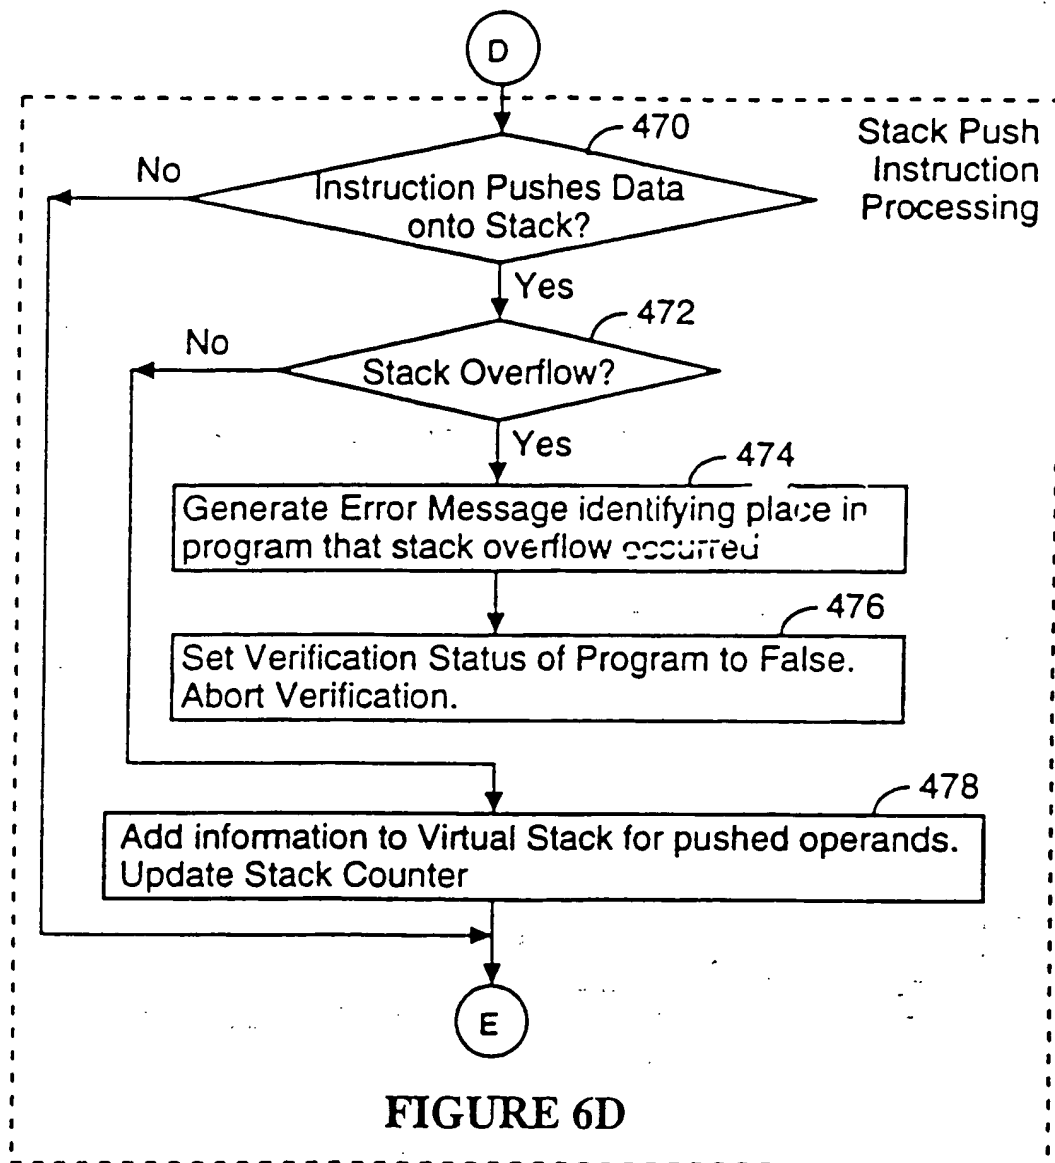 D
470
Stack Push
Instruction
Processing
No
Instruction Pushes Data
onto Stack?
Yes
472
No
Stack Overflow?
Yes
474
Generate Error Message identifying place in
program that stack overflow occurred
476
Set Verification Status of Program to False.
Abort Verification.
478
Add information to Virtual Stack for pushed operands.
Update Stack Counter
E
FIGURE 6D